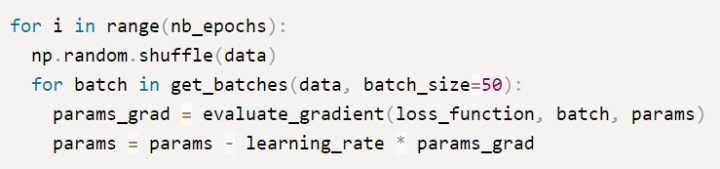 for i in range(nb_epochs):
  np.random.shuffle(data)
  for batch in get_batches(data, batch_size=50):
    params_grad = evaluate_gradient(loss_function, batch, params)
    params = params - learning_rate * params_grad